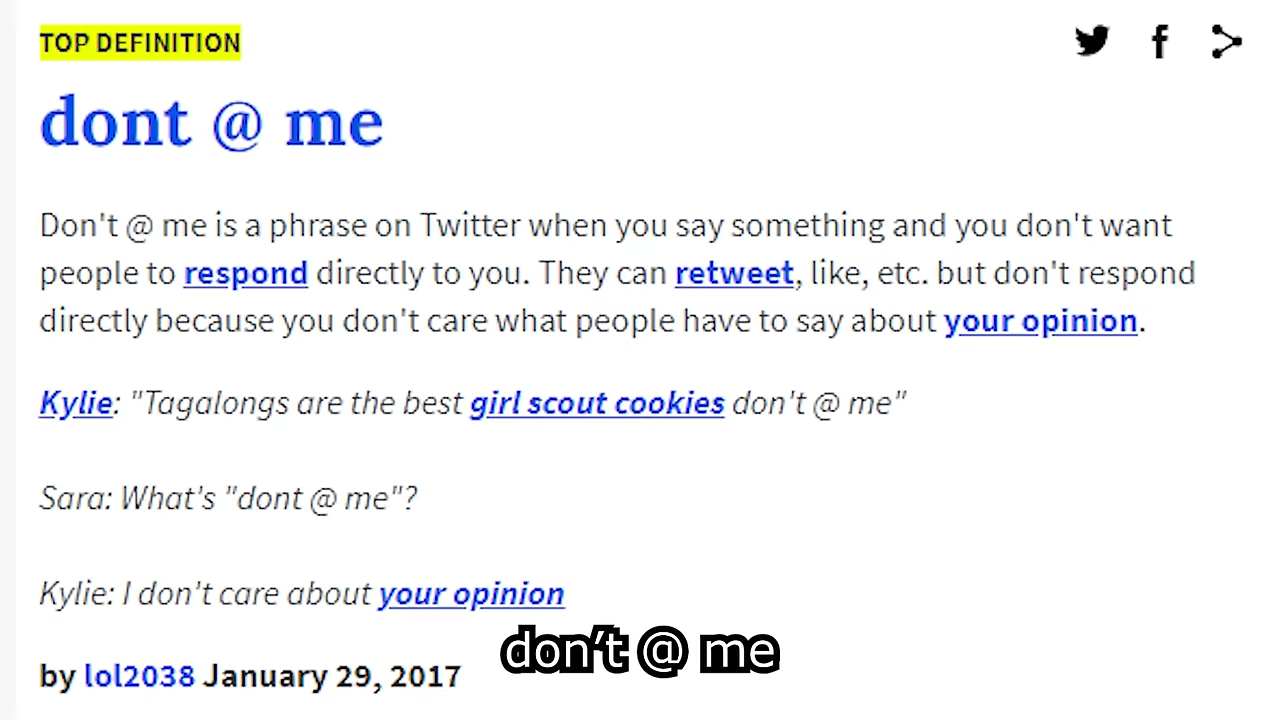 TOP DEFINITION
dont @ me
Don't @ me is a phrase on Twitter when you say something and you don't want
people to respond directly to you. They can retweet, like, etc. but don't respond
directly because you don't care what people have to say about your opinion.
Kylie: "Tagalongs are the best girl scout cookies don't @ me"
Sara: What's "dont @ me"?
Kylie: I don't care about your opinion
don’t @ me
by lol2038 January 29, 2017